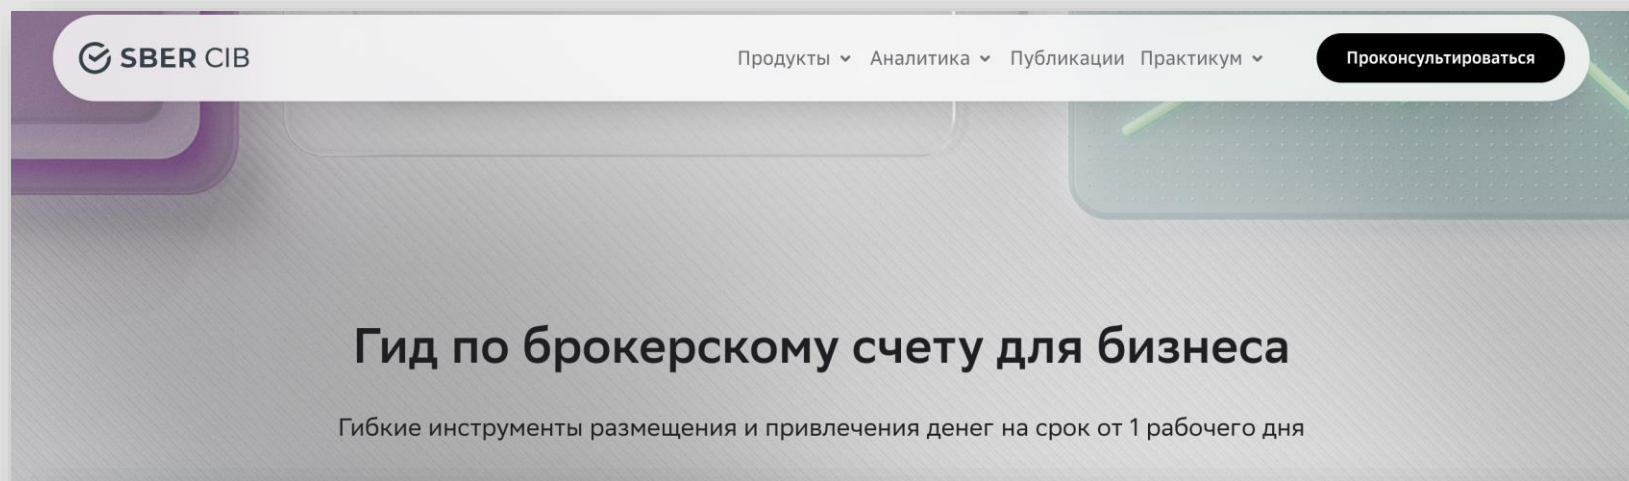 SBER CIB
Продукты Аналитика Публикации Практикум Проконсультироваться
Гид по брокерскому счету для бизнеса
Гибкие инструменты размещения и привлечения денег на срок от 1 рабочего дня